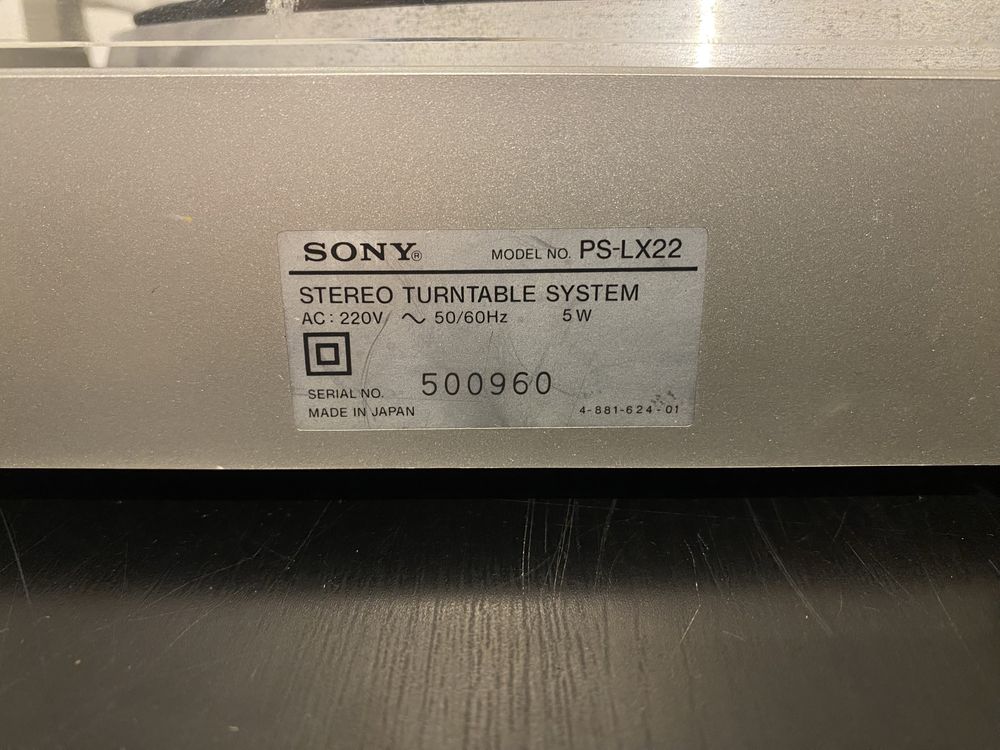 SONY® MODEL NO. PS-LX22
STEREO TURNTABLE SYSTEM
AC: 220V ~ 50/60Hz 5W
SERIAL NO. 500960
MADE IN JAPAN 4-881-624-01